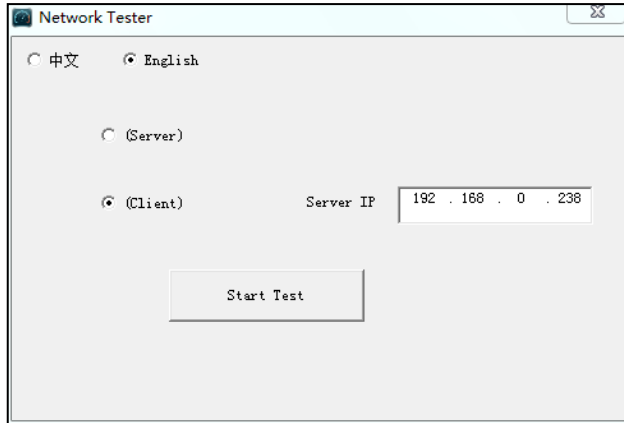 Network Tester
中文 English
(Server)
(Client) Server IP 192 . 168 . 0 . 238
Start Test